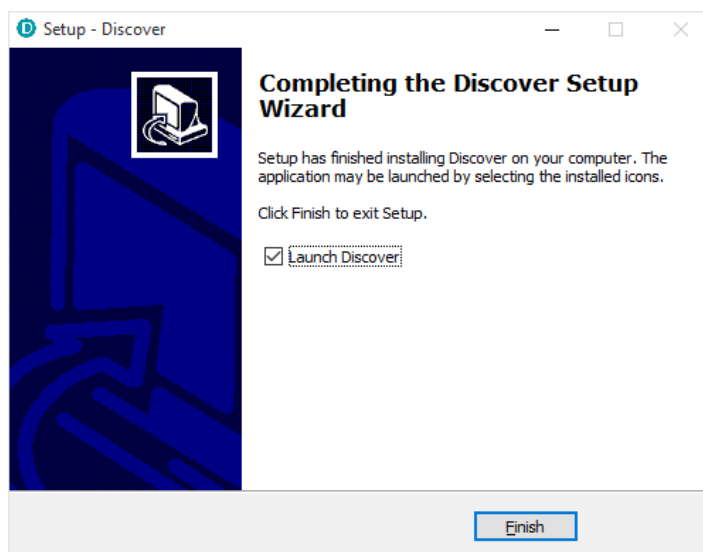 Setup - Discover
Completing the Discover Setup
Wizard
Setup has finished installing Discover on your computer. The
application may be launched by selecting the installed icons.
Click Finish to exit Setup.
Launch Discover
Finish